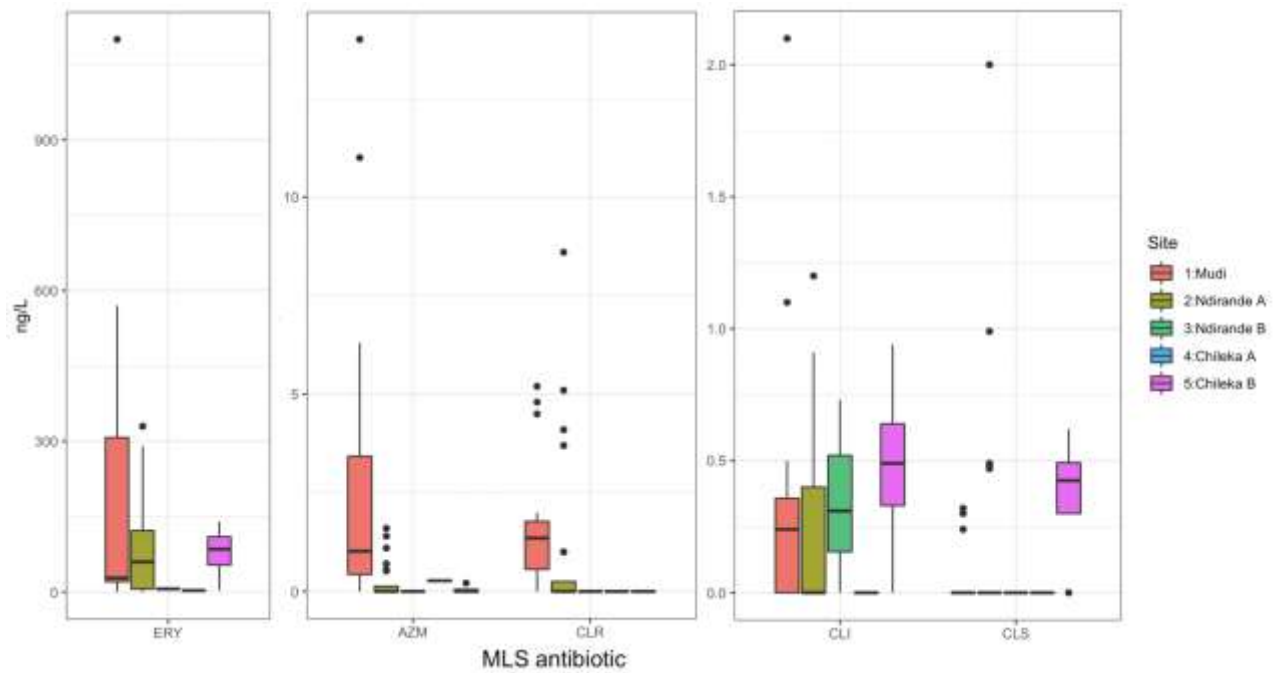 ng/L
900
600
300
0
ERY
10
5
0
AZM CLR
2.0
1.5
1.0
0.5
0.0
CLI CLS
MLS antibiotic
Site
1:Mudi
2:Ndirande A
3:Ndirande B
4:Chileka A
5:Chileka B